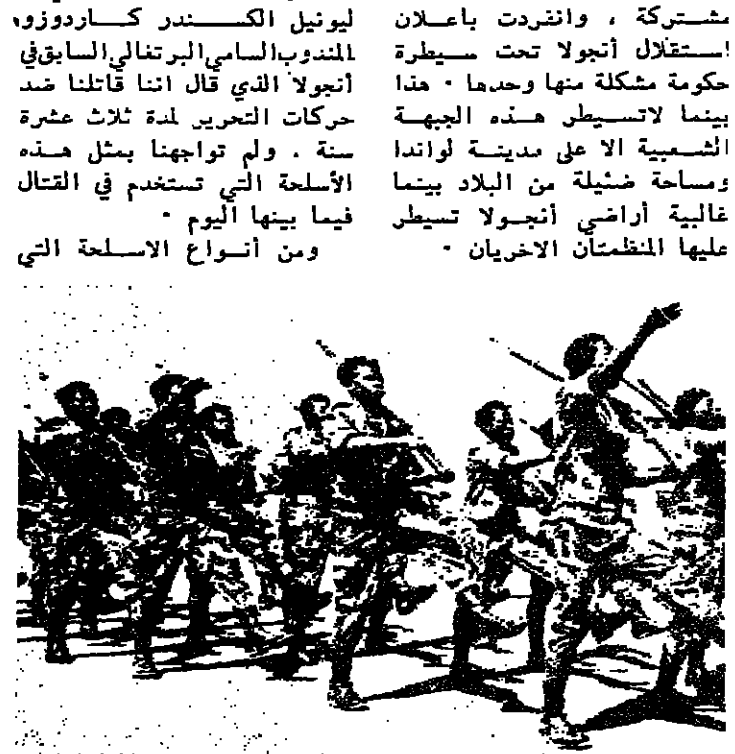 مشتركة ، وانفردت باعلان
استقلال أنجولا تحت سيطرة
حكومة مشكلة منها وحدها . هذا
بينما لاتسيطر هذه الجبهة
الشعبية الا على مدينة لواندا
ومساحة ضئيلة من البلاد بينما
غالبية أراضي أنجولا تسيطر
عليها المنظمتان الاخريان .
ليونيل الكسندر كاردوزو
المندوب السامي البرتغالي السابق في
أنجولا الذي قال اننا قاتلنا ضد
حركات التحرير لمدة ثلاث عشرة
سنة . ولم تواجهنا بمثل هذه
الأسلحة التي تستخدم في القتال
فيما بينها اليوم .
ومن أنواع الاسلحة التي